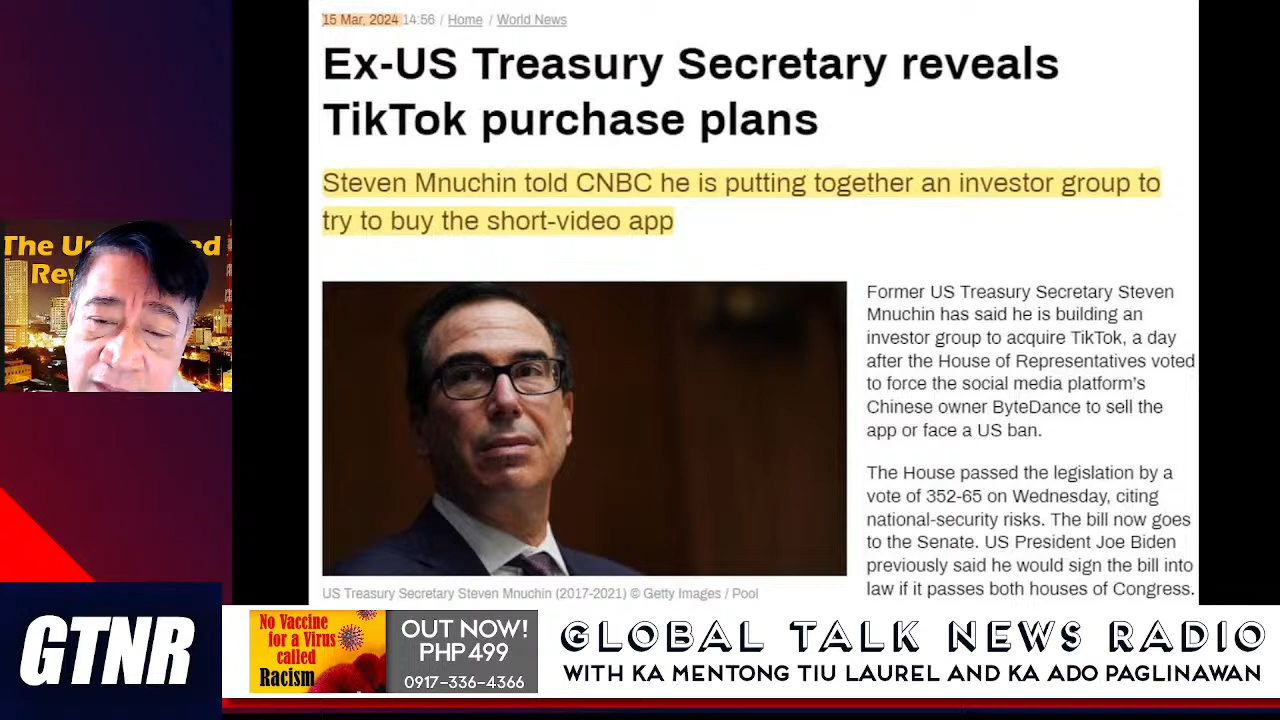 15 Mar, 2024 14:56 / Home / World News
Ex-US Treasury Secretary reveals
TikTok purchase plans
Steven Mnuchin told CNBC he is putting together an investor group to
try to buy the short-video app
Former US Treasury Secretary Steven
Mnuchin has said he is building an
investor group to acquire TikTok, a day
after the House of Representatives voted
to force the social media platform's
Chinese owner ByteDance to sell the
app or face a US ban.
The House passed the legislation by a
vote of 352-65 on Wednesday, citing
national-security risks. The bill now goes
to the Senate. US President Joe Biden
previously said he would sign the bill into
law if it passes both houses of Congress.
US Treasury Secretary Steven Mnuchin (2017-2021) © Getty Images / Pool
The
GTNR
No Vaccine
for a Virus
called
Racism
OUT NOW!
PHP 499
0917-336-4366
GLOBAL TALK NEWS RADIO
WITH KA MENTONG TIU LAUREL AND KA ADO PAGLINAWAN